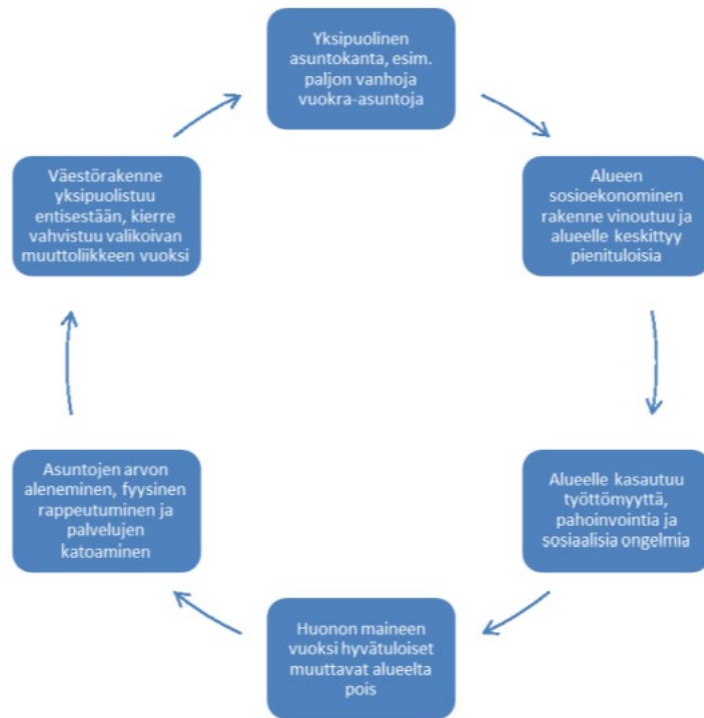 Yksipuolinen
asuntokanta, esim.
paljon vanhoja
vuokra-asuntoja
Alueen
sosioekonominen
rakenne vinoutuu ja
alueelle keskittyy
pienituloisia
Alueelle kasautuu
työttömyyttä,
pahoinvointia ja
sosiaalisia ongelmia
Huonon maineen
vuoksi hyvätuloiset
muuttavat alueelta
pois
Asuntojen arvon
aleneminen, fyysinen
rappeutuminen ja
palvelujen
katoaminen
Väestörakenne
yksipuolistuu
entisestään, kierre
vahvistuu valikoivan
muuttoliikkeen vuoksi